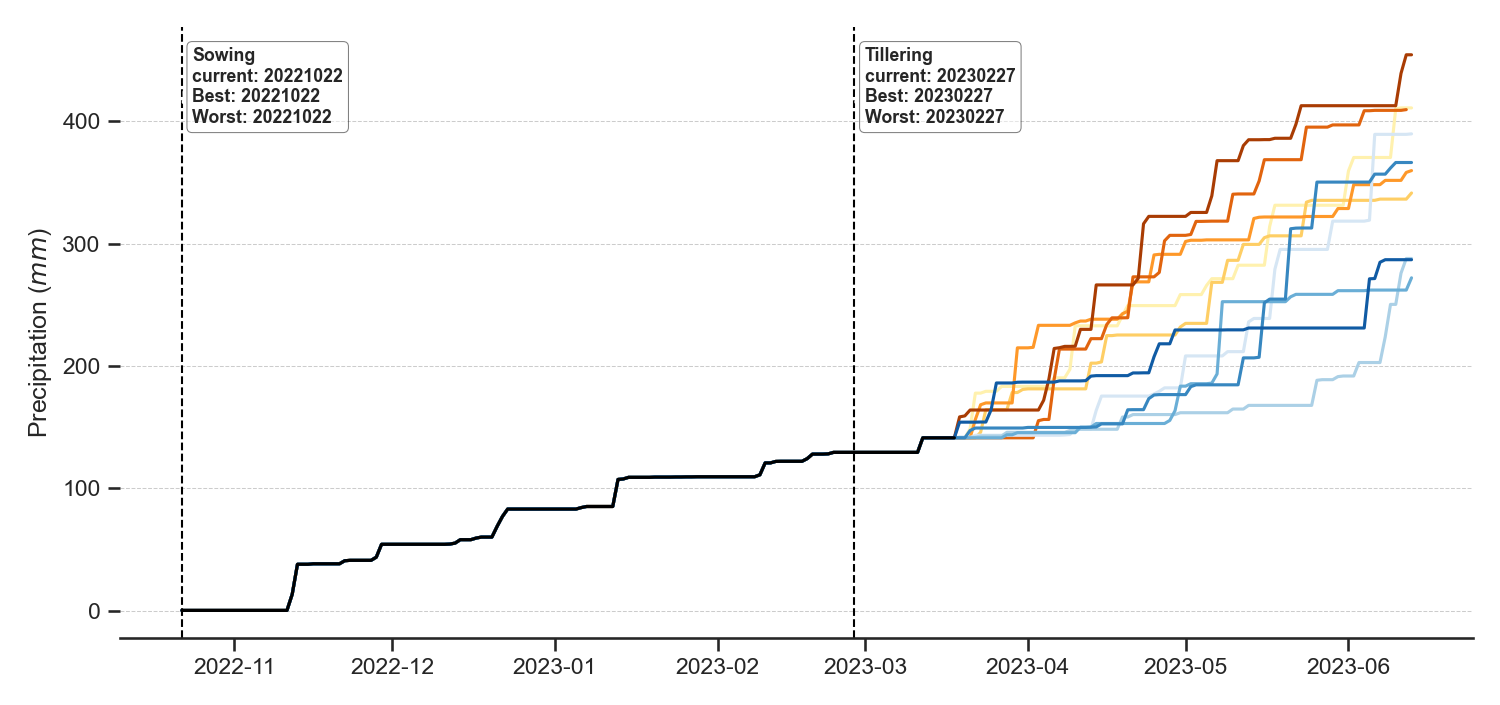 Sowing
current: 20221022
Best: 20221022
Worst: 20221022
Tillering
current: 20230227
Best: 20230227
Worst: 20230227
Precipitation (mm)
400
300
200
100
0
2022-11
2022-12
2023-01
2023-02
2023-03
2023-04
2023-05
2023-06